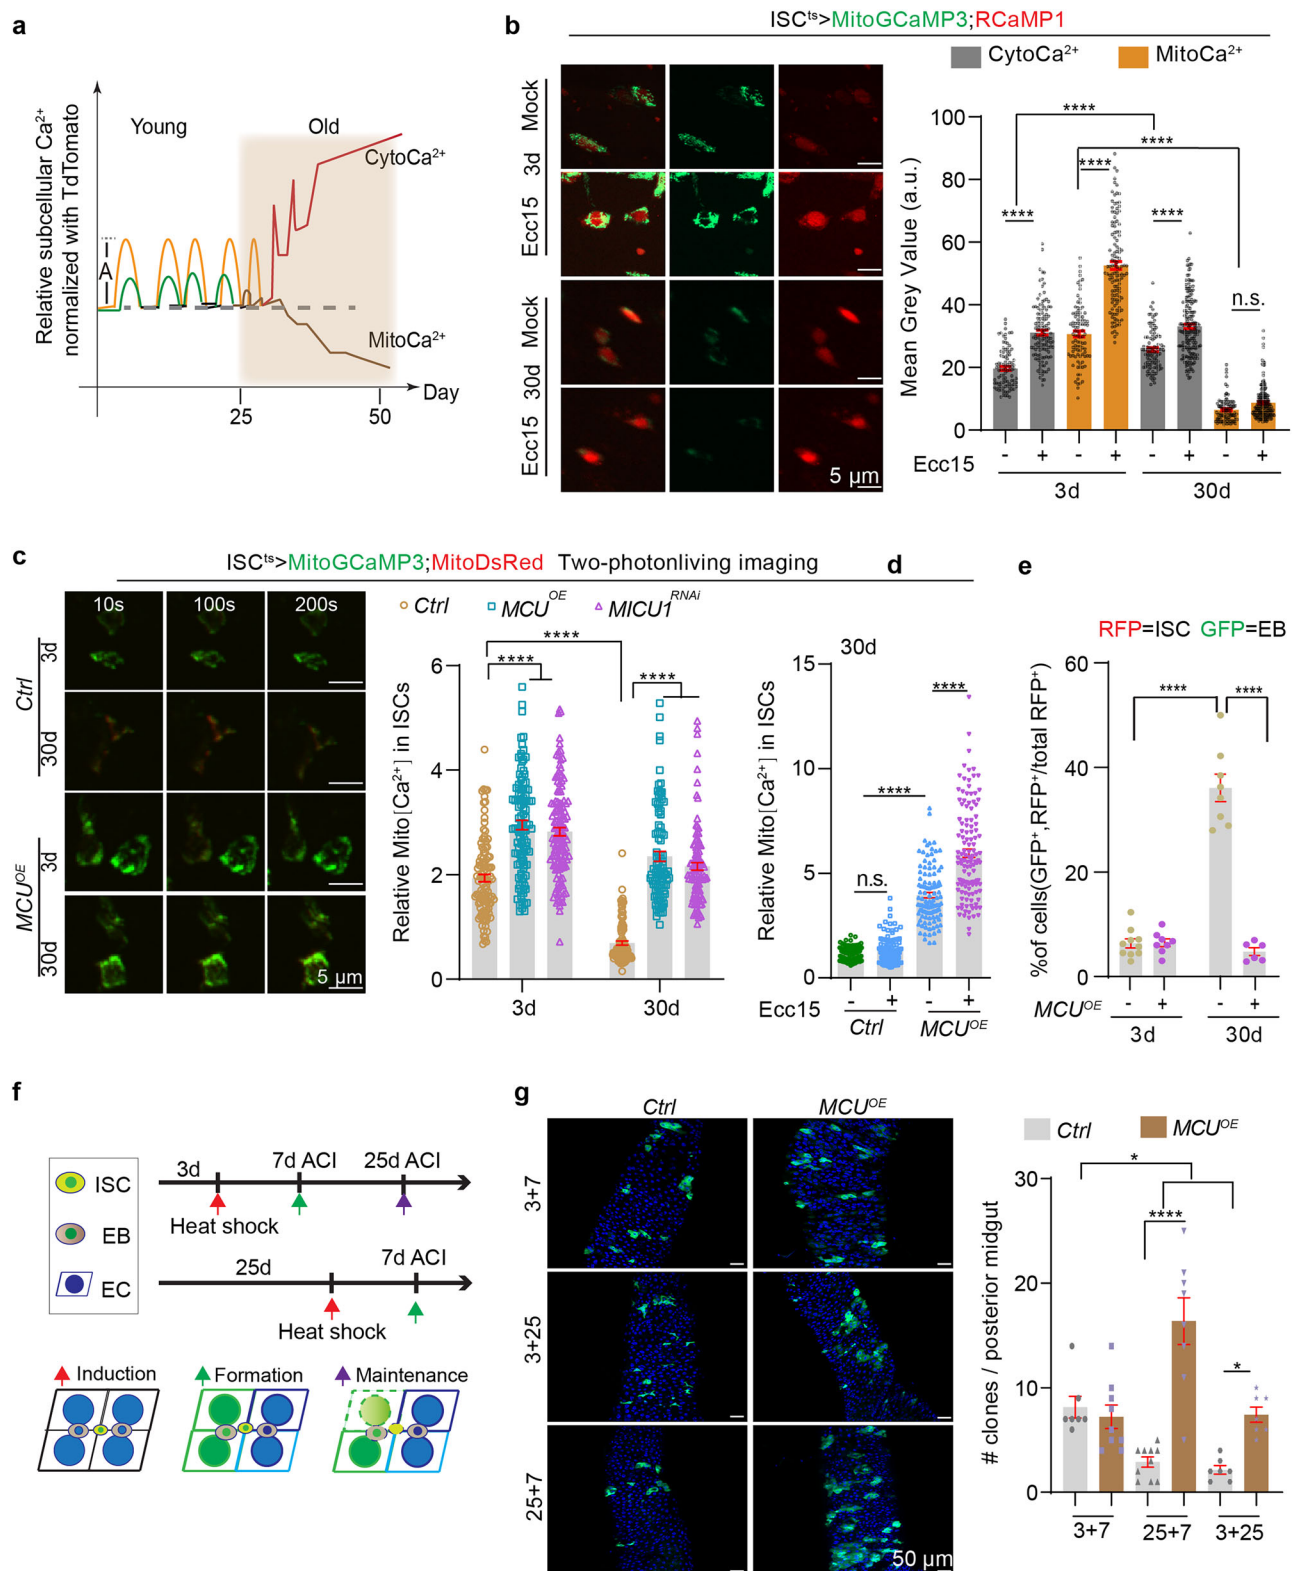 a
Relative subcellular Ca²⁺
normalized with TdTomato
Young
Old
CytoCa²⁺
MitoCa²⁺
A
25
50
Day
b
ISCᵗˢ>MitoGCaMP3;RCaMP1
CytoCa²⁺
MitoCa²⁺
3d
Mock
Ecc15
30d
Mock
Ecc15
5 µm
Mean Grey Value (a.u.)
100
80
60
40
20
0
****
****
****
****
****
n.s.
Ecc15
- + - + - + - +
3d
30d
c
ISCᵗˢ>MitoGCaMP3;MitoDsRed Two-photonliving imaging
10s
100s
200s
Ctrl
3d
30d
MCUᴼᴱ
3d
30d
5 µm
Ctrl
MCUᴼᴱ
MICU1ᴿᴺᴬⁱ
Relative Mito[Ca²⁺] in ISCs
6
4
2
0
****
****
****
3d
30d
d
30d
Relative Mito[Ca²⁺] in ISCs
15
10
5
0
n.s.
****
****
Ecc15
- + - +
Ctrl
MCUᴼᴱ
e
RFP=ISC GFP=EB
%of cells(GFP⁺,RFP⁺/total RFP⁺)
60
40
20
0
****
****
MCUᴼᴱ
- + - +
3d
30d
f
ISC
EB
EC
3d
7d ACI
25d ACI
Heat shock
25d
7d ACI
Heat shock
Induction
Formation
Maintenance
g
Ctrl
MCUᴼᴱ
3+7
3+25
25+7
50 µm
Ctrl
MCUᴼᴱ
# clones / posterior midgut
30
20
10
0
*
****
*
3+7
25+7
3+25